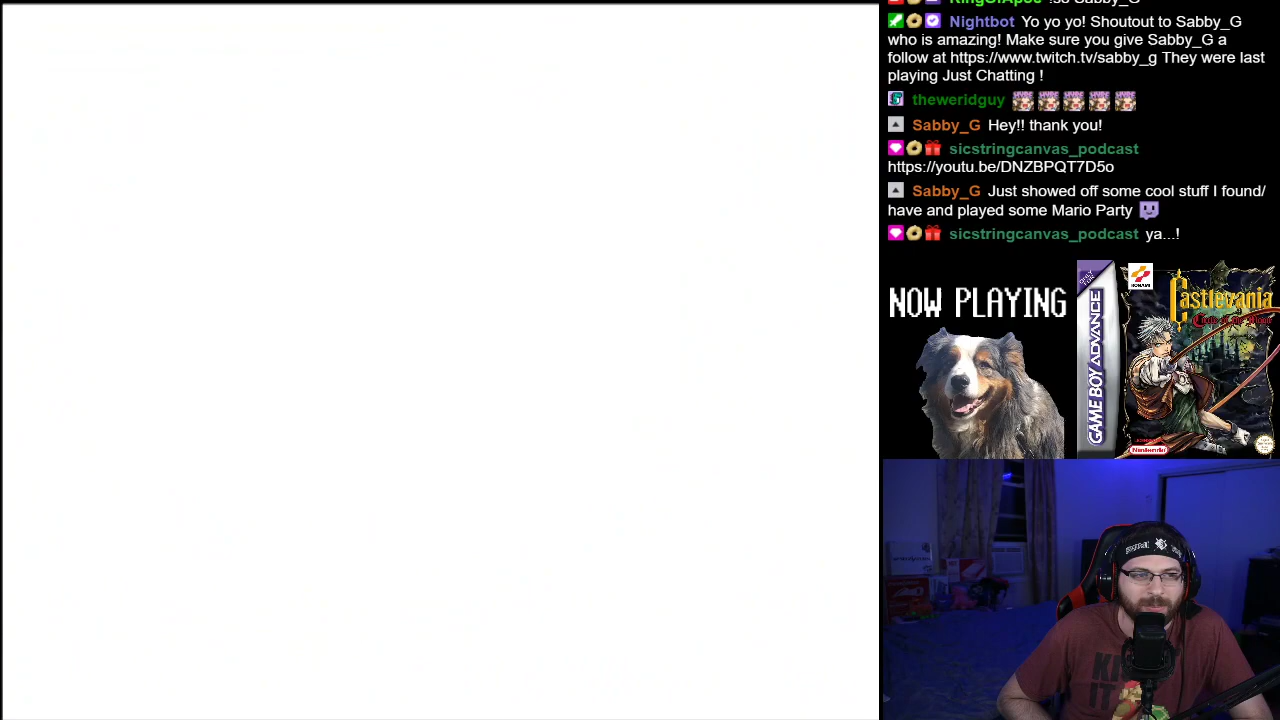 Nightbot Yo yo yo! Shoutout to Sabby_G
who is amazing! Make sure you give Sabby_G a
follow at https://www.twitch.tv/sabby_g They were last
playing Just Chatting !
theweridguy
Sabby_G Hey!! thank you!
sicstringcanvas_podcast
https://youtu.be/DNZBPQT7D5o
Sabby_G Just showed off some cool stuff I found/
have and played some Mario Party
sicstringcanvas_podcast ya...!
NOW PLAYING
KONAMI
Castlevania
GAME BOY ADVANCE
Nintendo